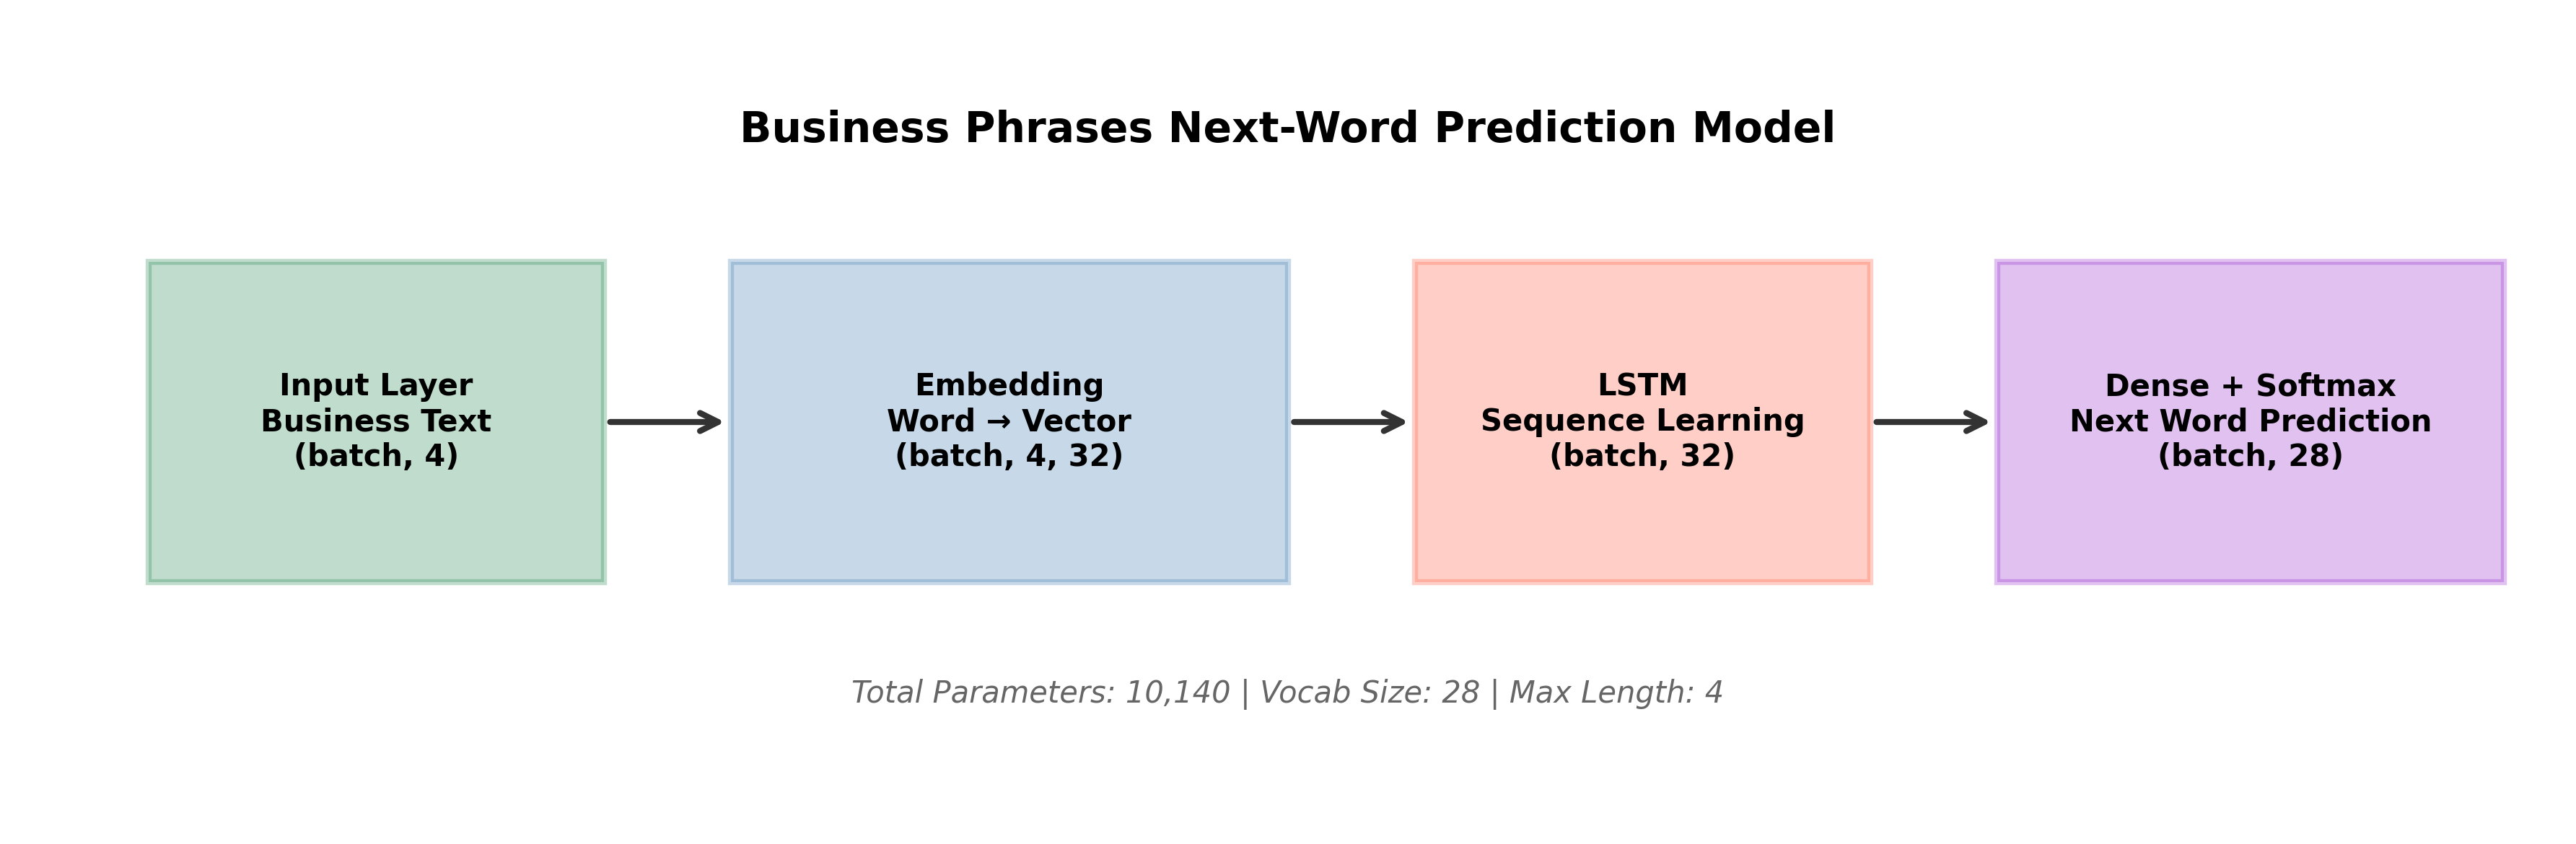 Business Phrases Next-Word Prediction Model
Input Layer
Business Text
(batch, 4)
Embedding
Word → Vector
(batch, 4, 32)
LSTM
Sequence Learning
(batch, 32)
Dense + Softmax
Next Word Prediction
(batch, 28)
Total Parameters: 10,140 | Vocab Size: 28 | Max Length: 4